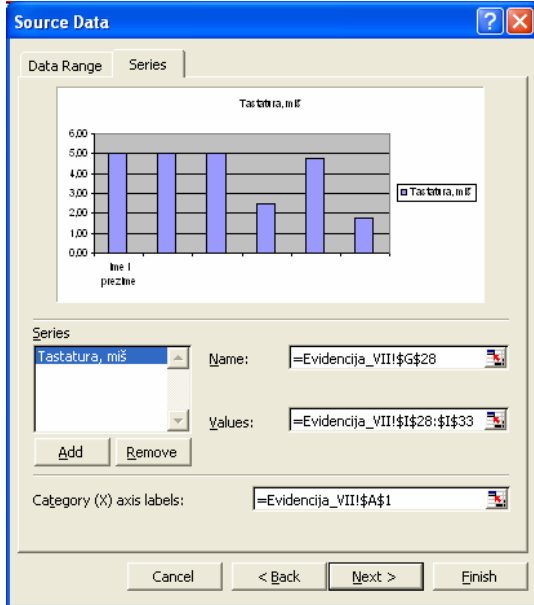 Source Data
Data Range
Series
Tastatura, miš
6,00
5,00
4,00
3,00
2,00
1,00
0,00
Ime i
prezime
Tastatura, miš
Series
Tastatura, miš
Name:
=Evidencija_VII!$G$28
Values:
=Evidencija_VII!$I$28:$I$33
Add
Remove
Category (X) axis labels:
=Evidencija_VII!$A$1
Cancel
< Back
Next >
Finish